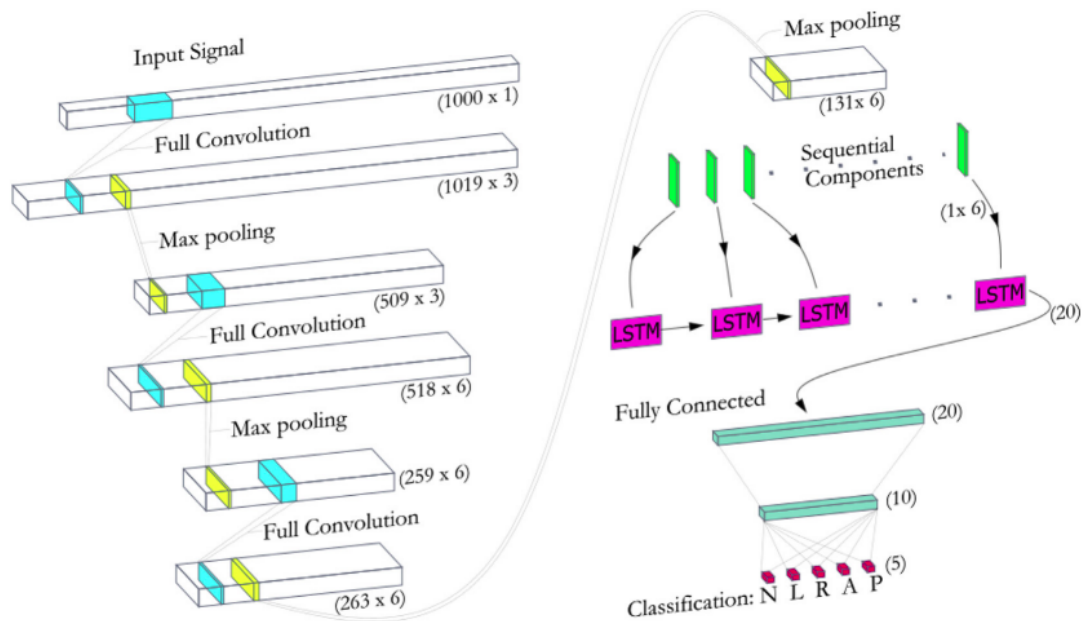 Input Signal
(1000 x 1)
Full Convolution
(1019 x 3)
Max pooling
(509 x 3)
Full Convolution
(518 x 6)
Max pooling
(259 x 6)
Full Convolution
(263 x 6)
Max pooling
(131x 6)
Sequential
Components
(1x 6)
LSTM
LSTM
LSTM
LSTM
(20)
Fully Connected
(20)
(10)
(5)
Classification: N L R A P